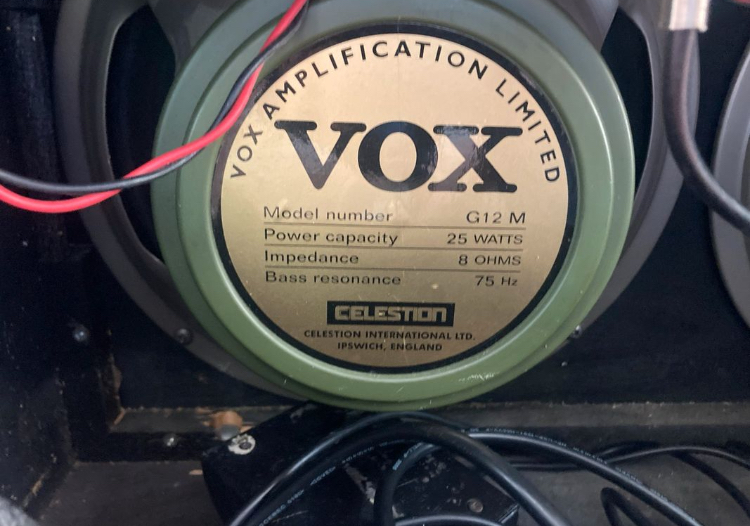 VOX AMPLIFICATION LIMITED
VOX
Model number G12 M
Power capacity 25 WATTS
Impedance 8 OHMS
Bass resonance 75 Hz
CELESTION
CELESTION INTERNATIONAL LTD.
IPSWICH, ENGLAND